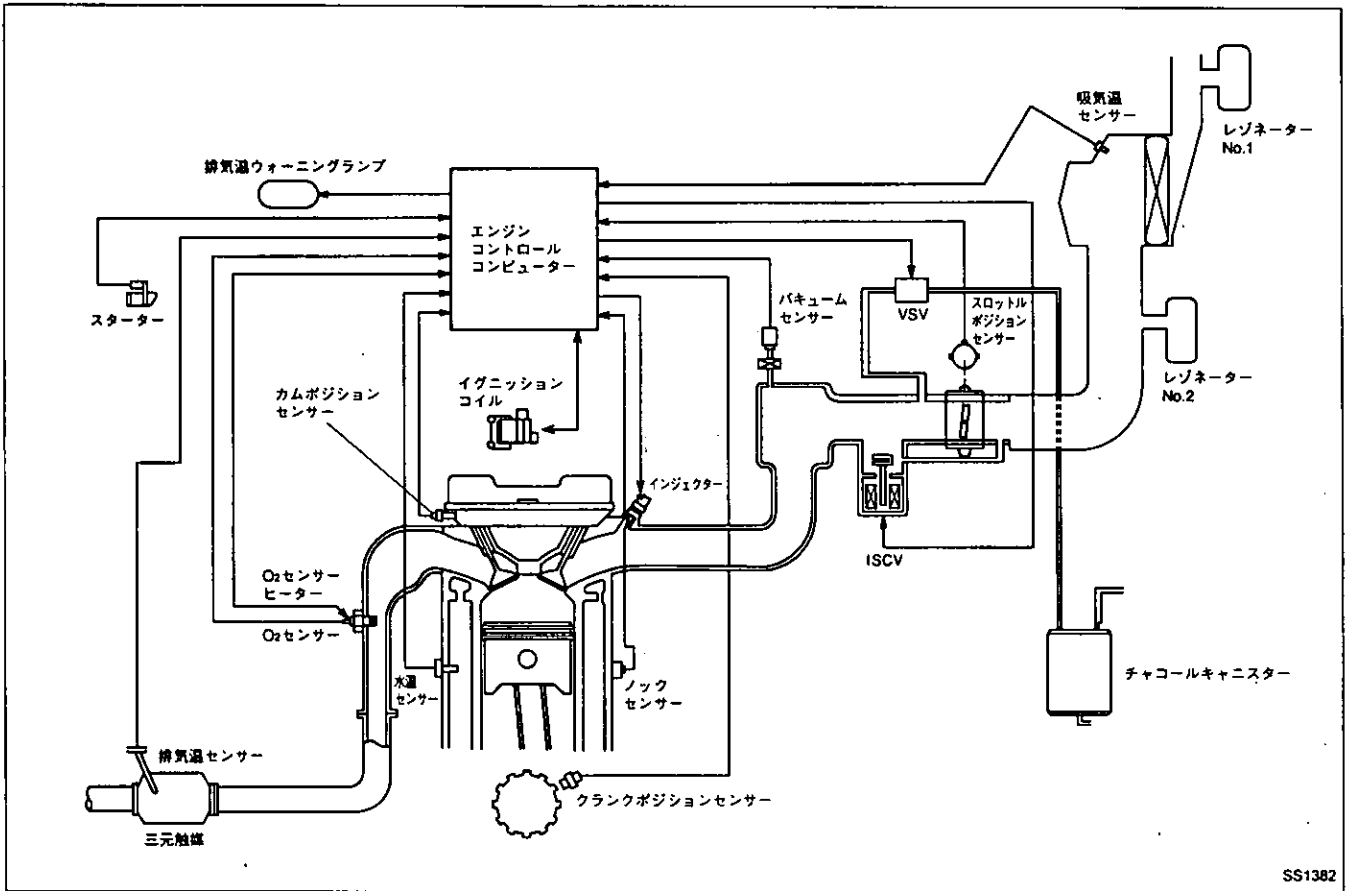 吸気温
センサー
レゾネーター
No.1
排気温ウォーニングランプ
エンジン
コントロール
コンピューター
スターター
バキューム
センサー
VSV
スロットル
ポジション
センサー
レゾネーター
No.2
カムポジション
センサー
イグニッション
コイル
インジェクター
ISCV
O₂センサー
ヒーター
O₂センサー
水温
センサー
ノック
センサー
チャコールキャニスター
排気温センサー
クランクポジションセンサー
三元触媒
SS1382